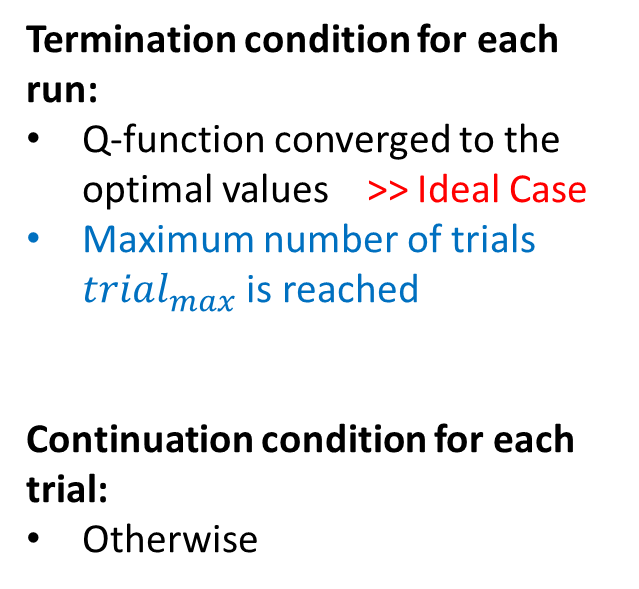 Termination condition for each
run:
• Q-function converged to the
optimal values >> Ideal Case
• Maximum number of trials
trial_max is reached
Continuation condition for each
trial:
• Otherwise